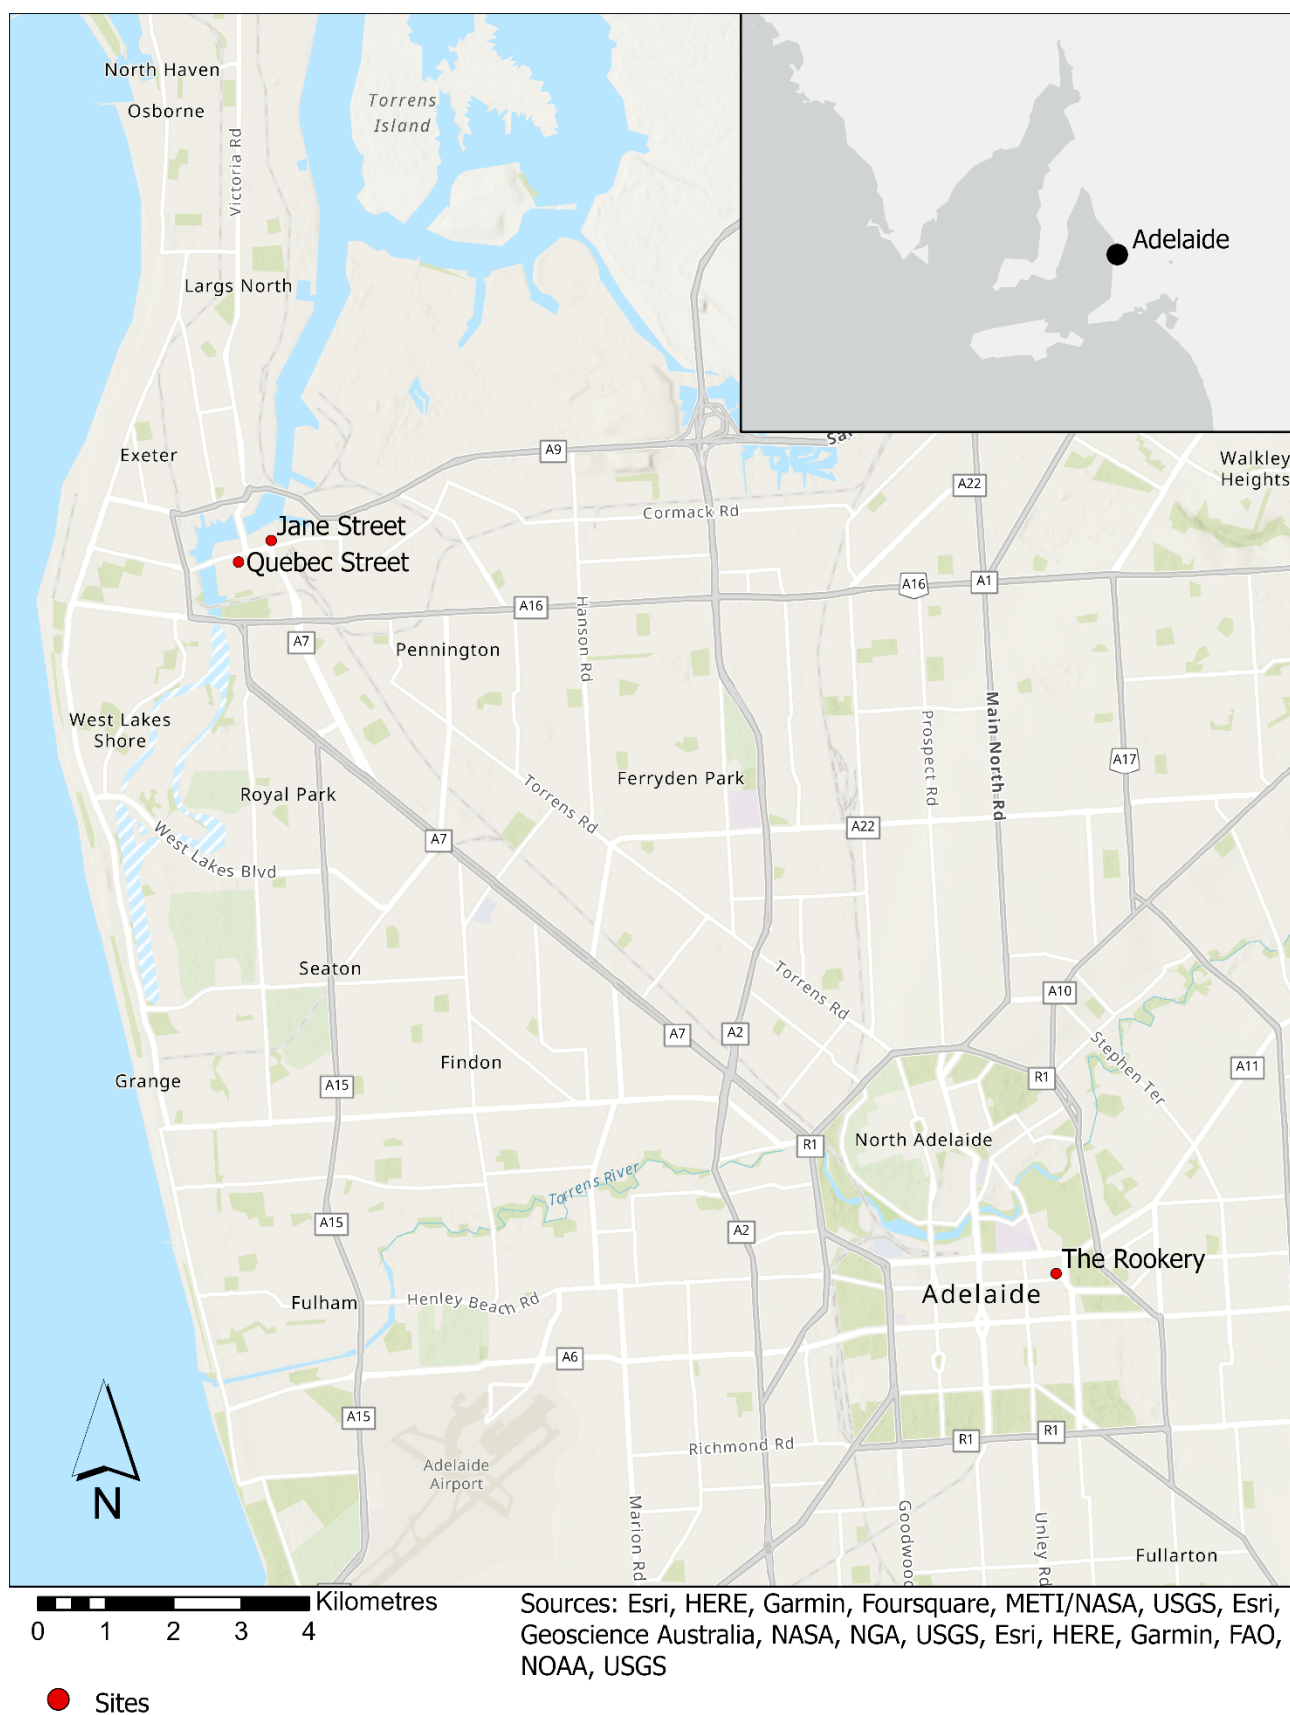 North Haven
Osborne
Torrens
Island
Victoria Rd
Adelaide
Largs North
Exeter
A9
Walkley
Heights
A22
Cormack Rd
Jane Street
Quebec Street
A16
A1
A16
Hanson Rd
A7
Pennington
West Lakes
Shore
Main North Rd
Prospect Rd
A17
Ferryden Park
Royal Park
Torrens Rd
A22
A7
West Lakes Blvd
Seaton
Torrens Rd
A10
A7
A2
Stephen Ter
Findon
A11
Grange
A15
R1
North Adelaide
R1
Torrens River
A15
A2
The Rookery
Adelaide
Fulham
Henley Beach Rd
A6
A15
R1
R1
Richmond Rd
Adelaide
Airport
N
Marion Rd
Goodwood
Unley Rd
Fullarton
Kilometres
0 1 2 3 4
Sources: Esri, HERE, Garmin, Foursquare, METI/NASA, USGS, Esri,
Geoscience Australia, NASA, NGA, USGS, Esri, HERE, Garmin, FAO,
NOAA, USGS
Sites